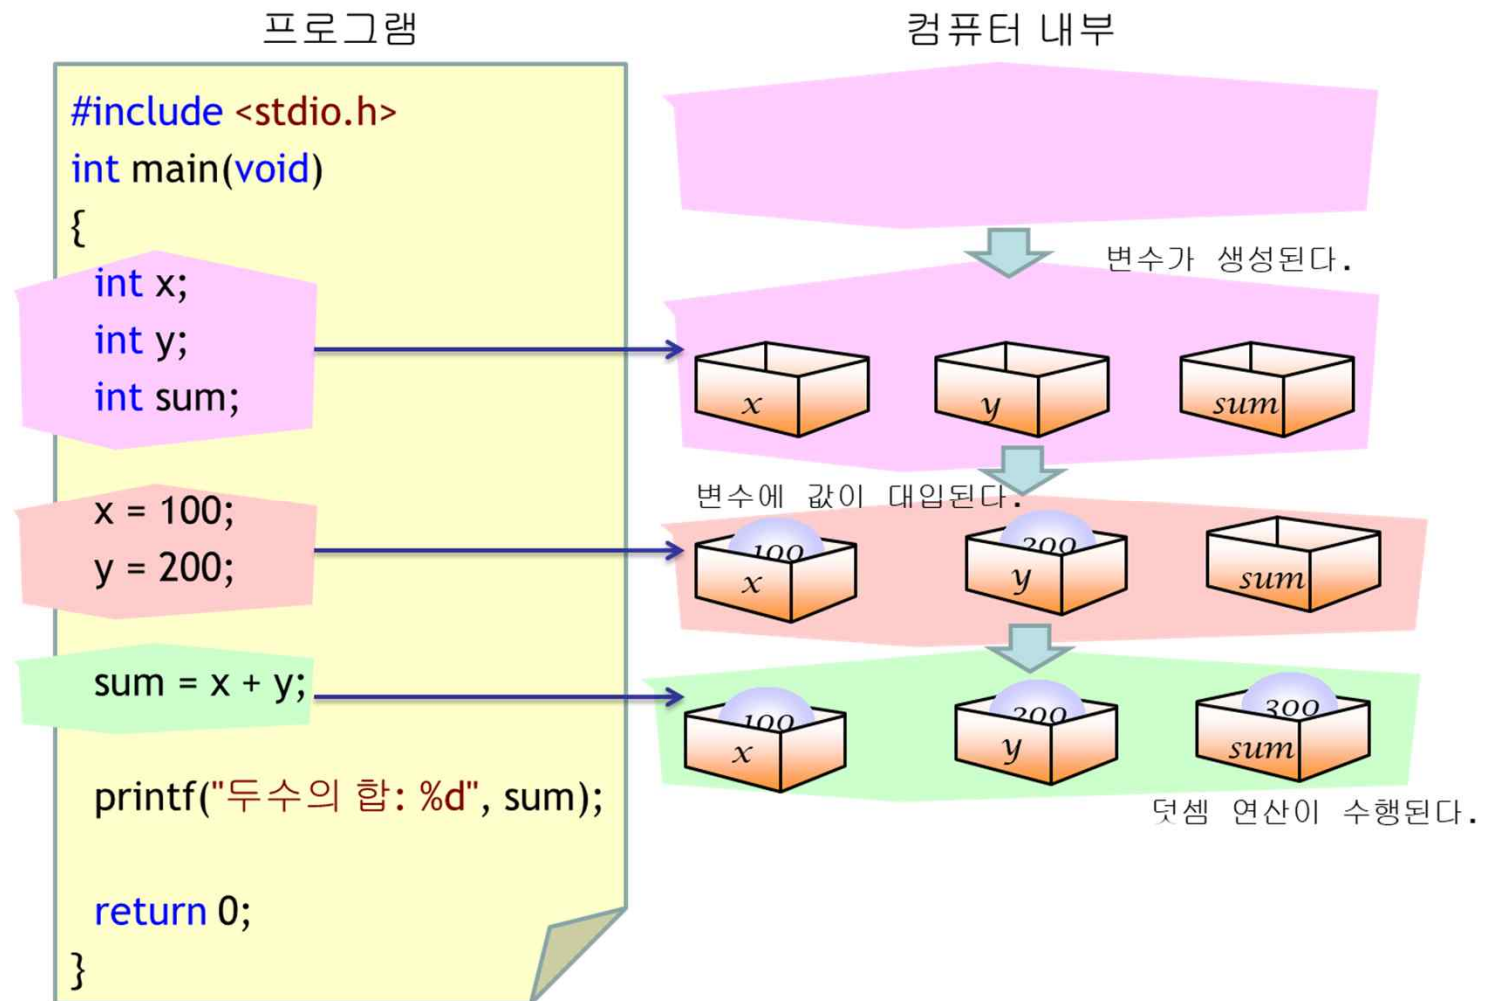 프로그램
컴퓨터 내부
#include <stdio.h>
int main(void)
{
int x;
int y;
int sum;
x = 100;
y = 200;
sum = x + y;
printf("두수의 합: %d", sum);
return 0;
}
변수가 생성된다.
x y sum
변수에 값이 대입된다.
100 200
x y sum
100 200 300
x y sum
덧셈 연산이 수행된다.